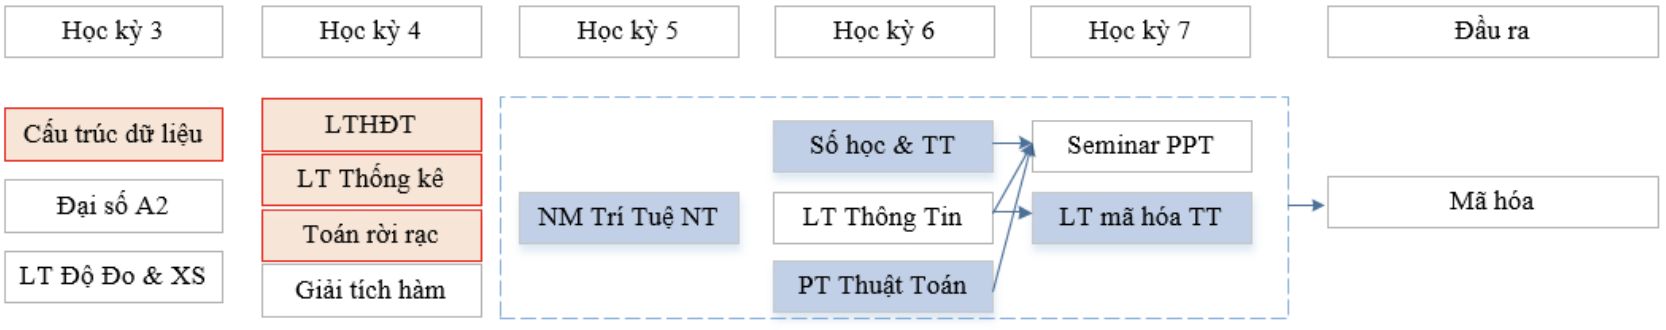 Học kỳ 3
Học kỳ 4
Học kỳ 5
Học kỳ 6
Học kỳ 7
Đầu ra
Cấu trúc dữ liệu
Đại số A2
LT Độ Đo & XS
LTHĐT
LT Thống kê
Toán rời rạc
Giải tích hàm
NM Trí Tuệ NT
Số học & TT
LT Thông Tin
PT Thuật Toán
Seminar PPT
LT mã hóa TT
Mã hóa